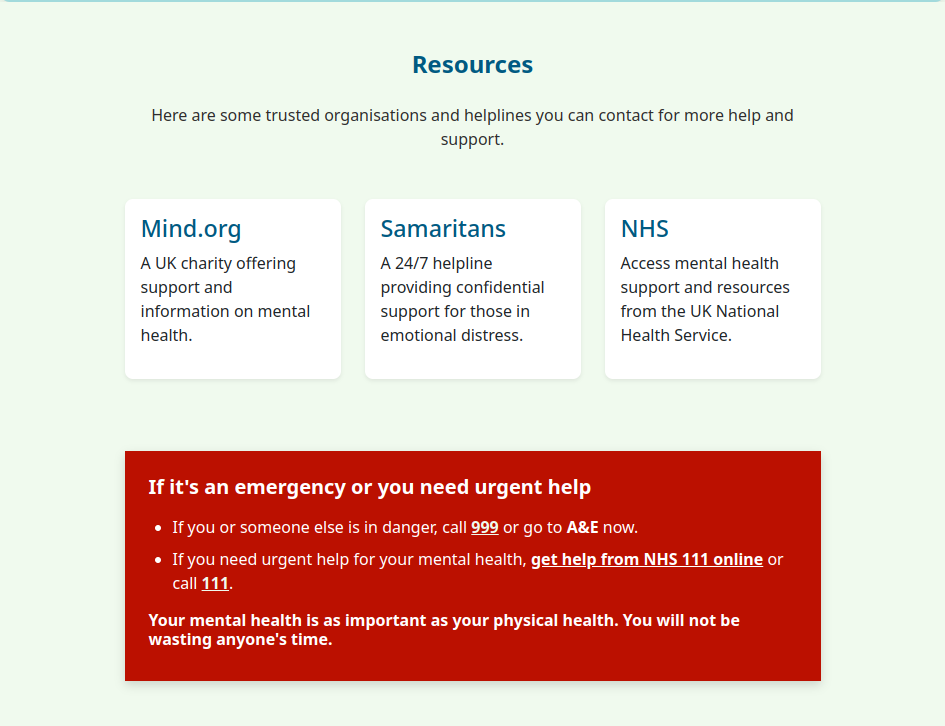 Resources
Here are some trusted organisations and helplines you can contact for more help and
support.
Mind.org
A UK charity offering
support and
information on mental
health.
Samaritans
A 24/7 helpline
providing confidential
support for those in
emotional distress.
NHS
Access mental health
support and resources
from the UK National
Health Service.
If it's an emergency or you need urgent help
If you or someone else is in danger, call 999 or go to A&E now.
If you need urgent help for your mental health, get help from NHS 111 online or
call 111.
Your mental health is as important as your physical health. You will not be
wasting anyone's time.